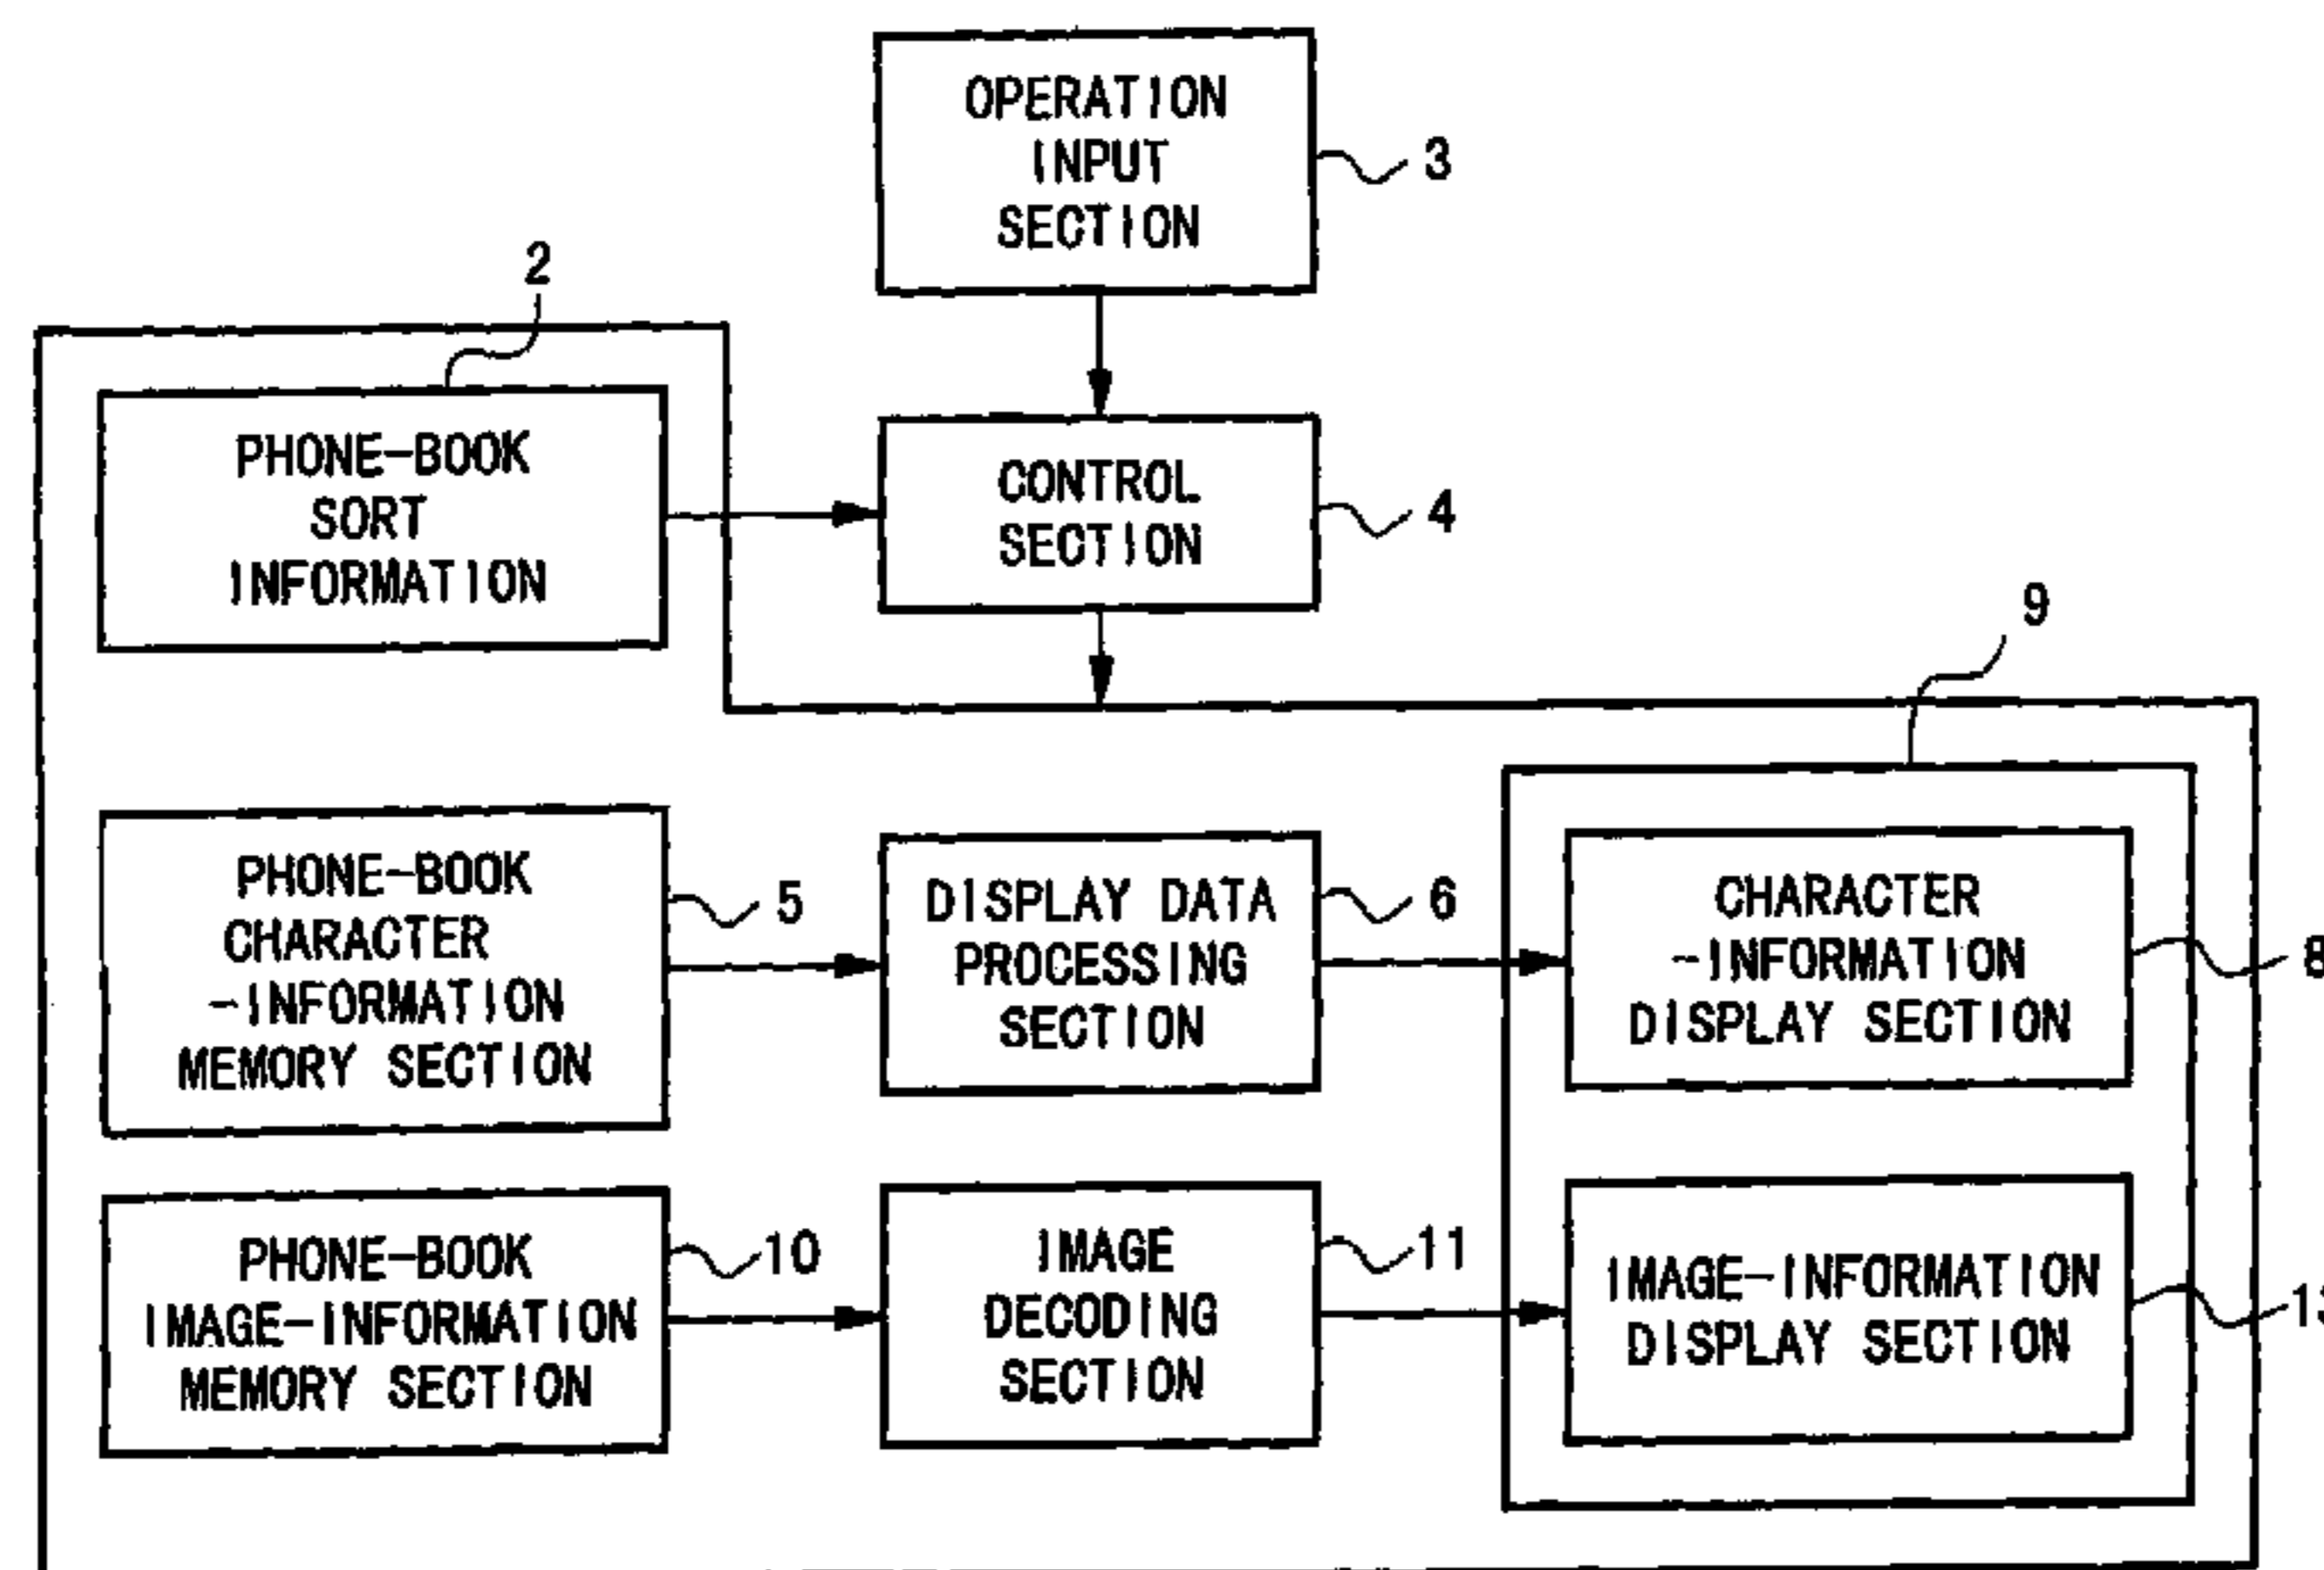 OPERATION
INPUT
SECTION
3
2
PHONE-BOOK
SORT
INFORMATION
CONTROL
SECTION
4
9
PHONE-BOOK
CHARACTER
-INFORMATION
MEMORY SECTION
5
DISPLAY DATA
PROCESSING
SECTION
6
CHARACTER
-INFORMATION
DISPLAY SECTION
8
PHONE-BOOK
IMAGE-INFORMATION
MEMORY SECTION
10
IMAGE
DECODING
SECTION
11
IMAGE-INFORMATION
DISPLAY SECTION